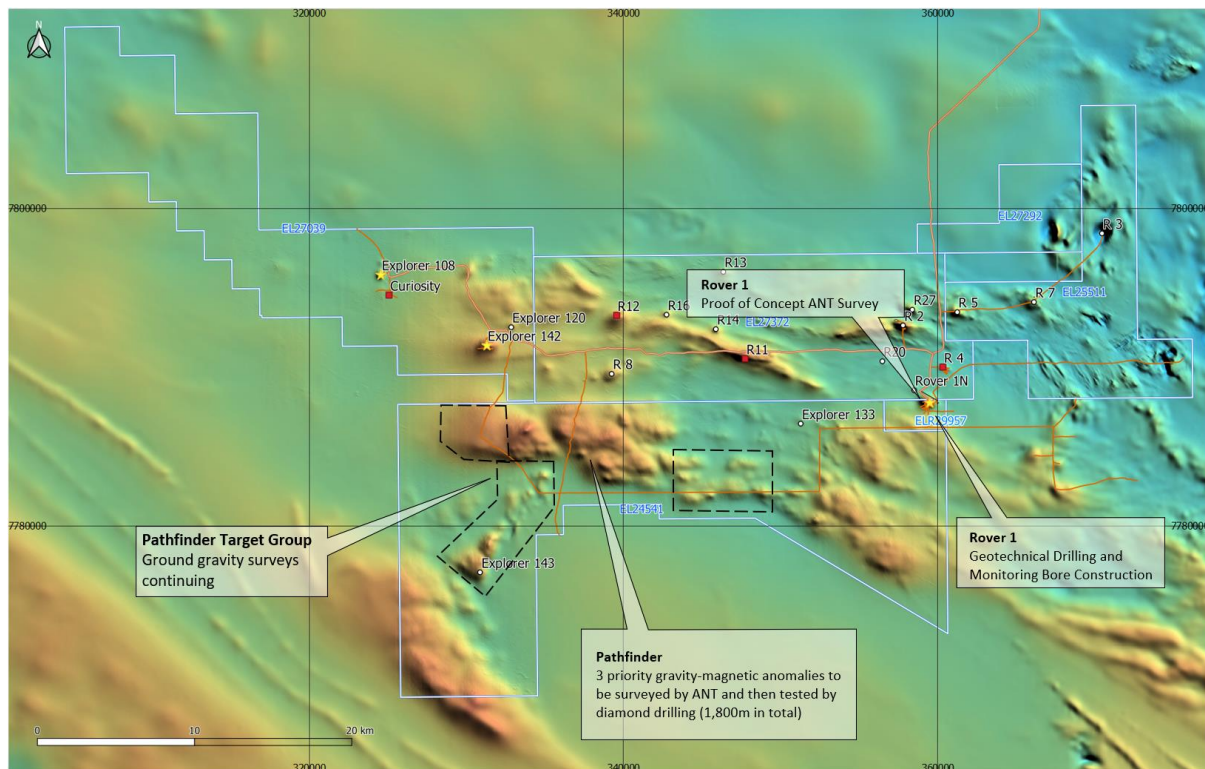 320000
340000
360000
N
7800000
7800000
EL27039
EL27292
R 3
R13
Explorer 108
Curiosity
Rover 1
Proof of Concept ANT Survey
EL25511
R 7
R27
R 5
R12
R16
Explorer 120
R14
EL27372
R 2
Explorer 142
R11
R20
R 4
R 8
Rover 1N
Explorer 133
ELR29957
EL24541
7780000
7780000
Pathfinder Target Group
Ground gravity surveys
continuing
Rover 1
Geotechnical Drilling and
Monitoring Bore Construction
Explorer 143
Pathfinder
3 priority gravity-magnetic anomalies to
be surveyed by ANT and then tested by
diamond drilling (1,800m in total)
0
10
20 km
320000
340000
360000